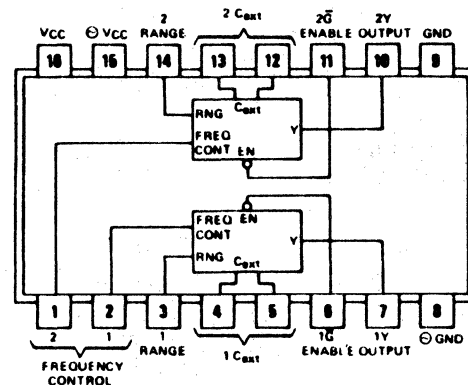 2 2 C̅ext 2G̅ 2Y
VCC ⊖ VCC RANGE ENABLE OUTPUT GND
16 15 14 13 12 11 10 9
RNG Cext
FREQ Y
CONT EN
FREQ EN
CONT Y
RNG Cext
1 2 3 4 5 6 7 8
2 1 1 1G̅ 1Y ⊖ GND
FREQUENCY RANGE 1 Cext ENABLE OUTPUT
CONTROL